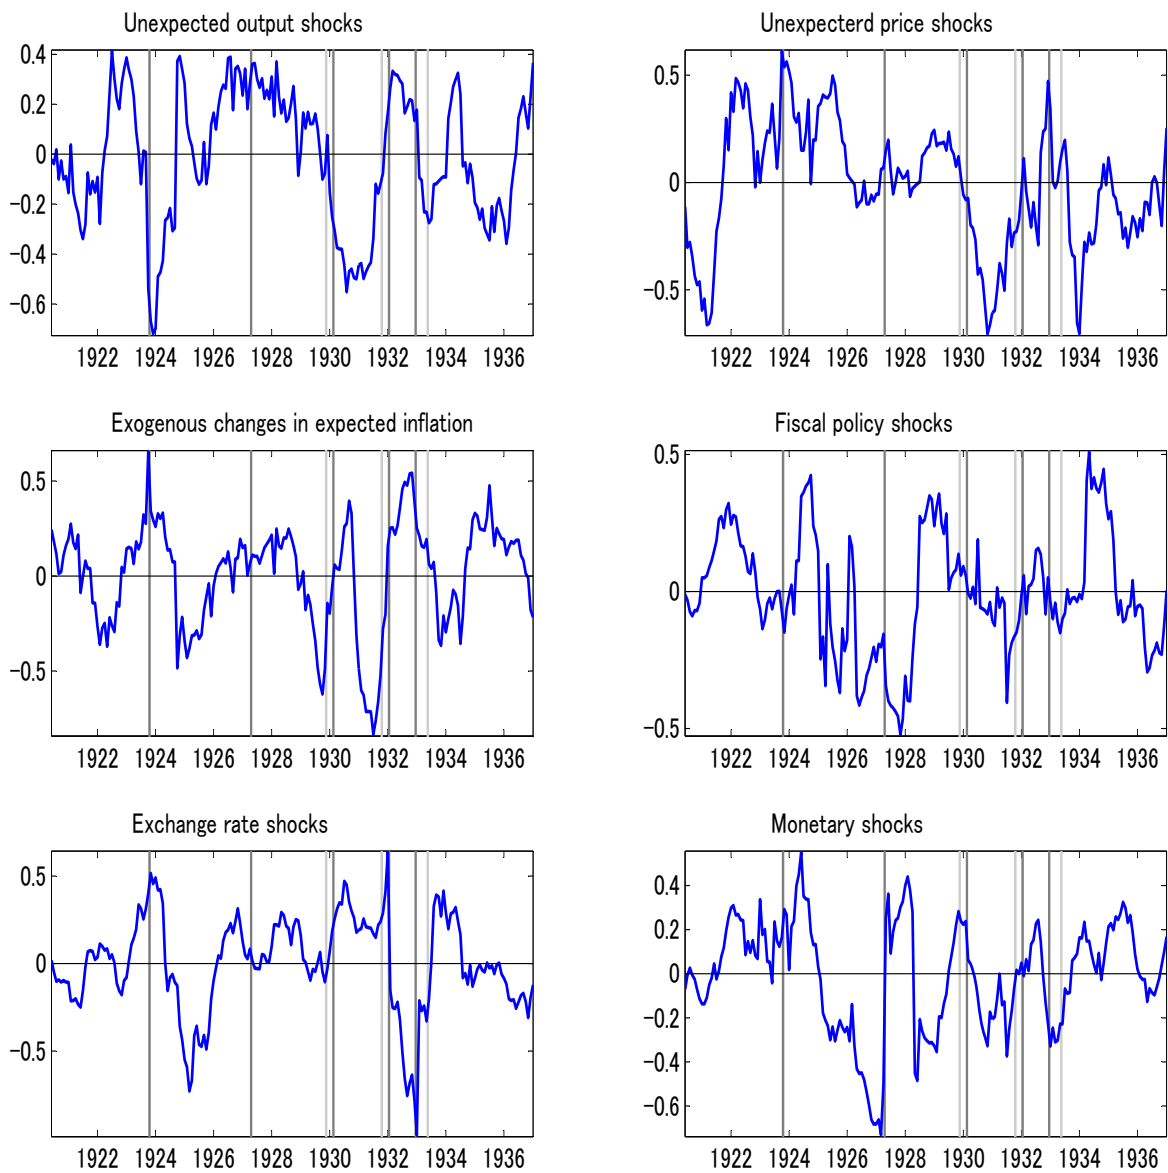 Unexpected output shocks
0.4
0.2
0
−0.2
−0.4
−0.6
1922 1924 1926 1928 1930 1932 1934 1936
Unexpecterd price shocks
0.5
0
−0.5
1922 1924 1926 1928 1930 1932 1934 1936
Exogenous changes in expected inflation
0.5
0
−0.5
1922 1924 1926 1928 1930 1932 1934 1936
Fiscal policy shocks
0.5
0
−0.5
1922 1924 1926 1928 1930 1932 1934 1936
Exchange rate shocks
0.5
0
−0.5
1922 1924 1926 1928 1930 1932 1934 1936
Monetary shocks
0.4
0.2
0
−0.2
−0.4
−0.6
1922 1924 1926 1928 1930 1932 1934 1936